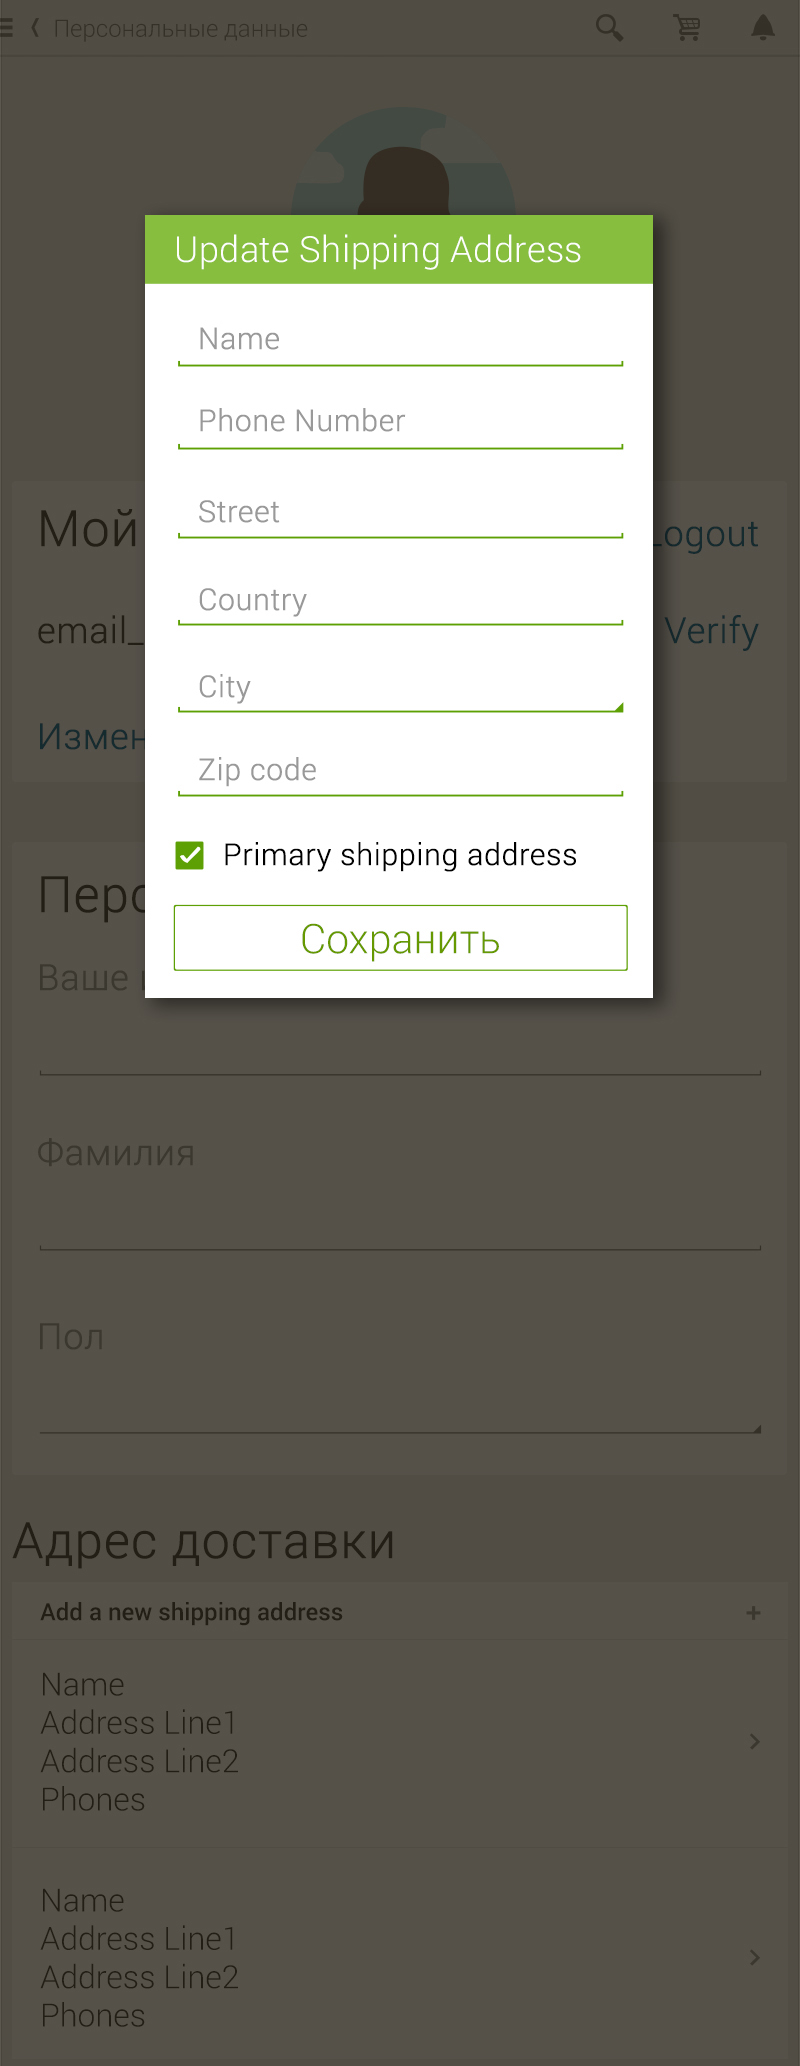 Персональные данные
Update Shipping Address
Name
Phone Number
Street
Country
City
Zip code
Primary shipping address
Сохранить
Мой
Logout
email_
Verify
Адрес доставки
Ваше
Фамилия
Пол
Add a new shipping address
+
Name
Address Line1
Address Line2
Phones
Name
Address Line1
Address Line2
Phones